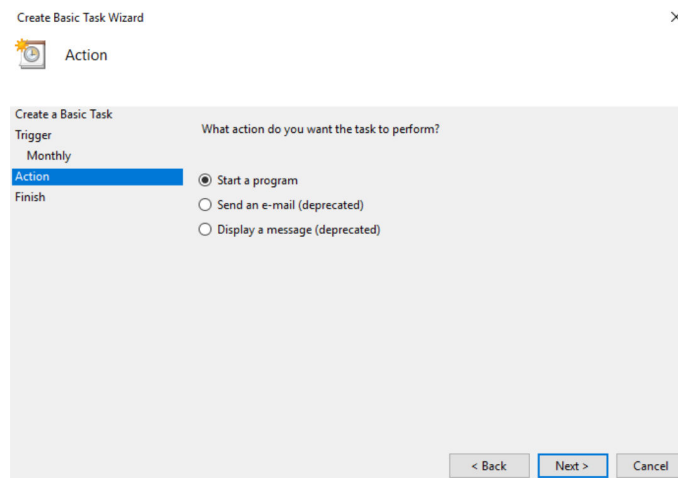 Create Basic Task Wizard
Action
Create a Basic Task
Trigger
Monthly
Action
Finish
What action do you want the task to perform?
Start a program
Send an e-mail (deprecated)
Display a message (deprecated)
< Back
Next >
Cancel